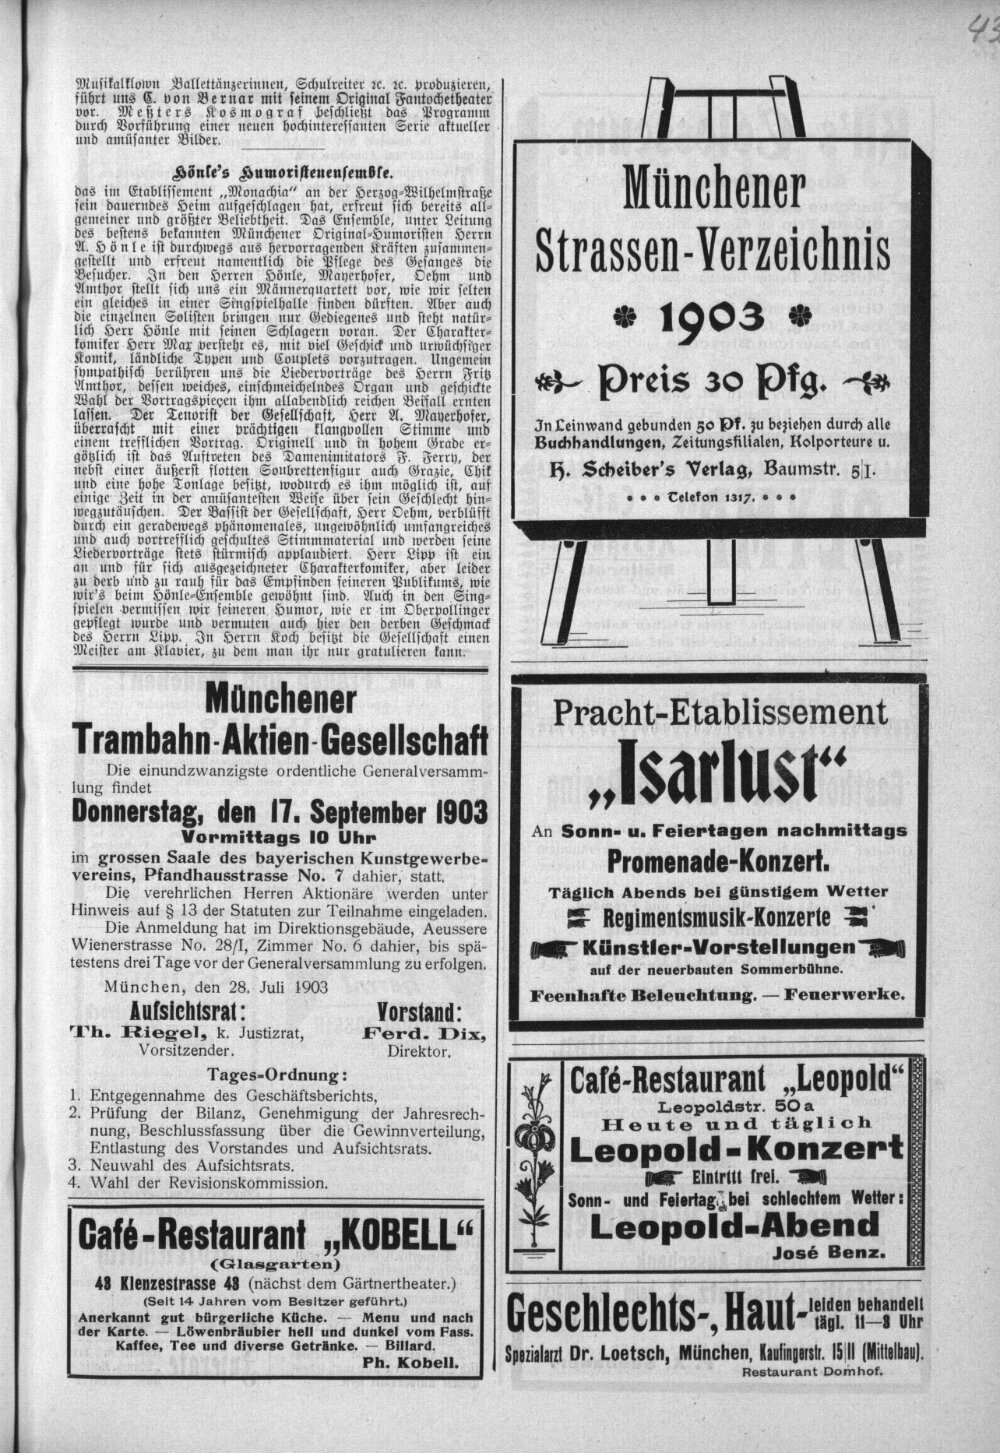 43
Musikalklown Ballettänzerinnen, Schulreiter ꝛc. ꝛc. produzieren,
führt uns C. von Bernar mit seinem Original Fantochetheater
vor. Meßters Kosmograf beschließt das Programm
durch Vorführung einer neuen hochinteressanten Serie aktueller
und amüsanter Bilder.
Hönle's Humoristenensemble.
das im Etablissement „Monachia“ an der Herzog-Wilhelmstraße
sein dauerndes Heim aufgeschlagen hat, erfreut sich bereits all-
gemeiner und größter Beliebtheit. Das Ensemble, unter Leitung
des bestens bekannten Münchener Original-Humoristen Herrn
A. Hönle ist durchwegs aus hervorragenden Kräften zusammen-
gestellt und erfreut namentlich die Pflege des Gesanges die
Besucher. In den Herren Hönle, Mayerhofer, Oehm und
Amthor stellt sich uns ein Männerquartett vor, wie wir selten
ein gleiches in einer Singspielhalle finden dürften. Aber auch
die einzelnen Solisten bringen nur Gediegenes und steht natür-
lich Herr Hönle mit seinen Schlagern voran. Der Charakter-
komiker Herr Max versteht es, mit viel Geschick und urwüchsiger
Komik, ländliche Typen und Couplets vorzutragen. Ungemein
sympathisch berühren uns die Liedervorträge des Herrn Fritz
Amthor, dessen weiches, einschmeichelndes Organ und geschickte
Wahl der Vortragspieçen ihm allabendlich reichen Beifall ernten
lassen. Der Tenorist der Gesellschaft, Herr A. Mayerhofer,
überrascht mit einer prächtigen klangvollen Stimme und
einem trefflichen Vortrag. Originell und in hohem Grade er-
götzlich ist das Auftreten des Damenimitators F. Ferry, der
nebst einer äußerst flotten Soubrettenfigur auch Grazie, Chik
und eine hohe Tonlage besitzt, wodurch es ihm möglich ist, auf
einige Zeit in der amüsantesten Weise über sein Geschlecht hin-
wegzutäuschen. Der Bassist der Gesellschaft, Herr Oehm, verblüfft
durch ein geradewegs phänomenales, ungewöhnlich umfangreiches
und auch vortrefflich geschultes Stimmmaterial und werden seine
Liedervorträge stets stürmisch applaudiert. Herr Lipp ist ein
an und für sich ausgezeichneter Charakterkomiker, aber leider
zu derb und zu rauh für das Empfinden feineren Publikums, wie
wir's beim Hönle-Ensemble gewöhnt sind. Auch in den Sing-
spielen vermissen wir feineren Humor, wie er im Oberpollinger
gepflegt wurde und vermuten auch hier den derben Geschmack
des Herrn Lipp. In Herrn Koch besitzt die Gesellschaft einen
Meister am Klavier, zu dem man ihr nur gratulieren kann.
Münchener
Trambahn-Aktien-Gesellschaft
Die einundzwanzigste ordentliche Generalversamm-
lung findet
Donnerstag, den 17. September 1903
Vormittags 10 Uhr
im grossen Saale des bayerischen Kunstgewerbe-
vereins, Pfandhausstrasse No. 7 dahier, statt.
Die verehrlichen Herren Aktionäre werden unter
Hinweis auf § 13 der Statuten zur Teilnahme eingeladen.
Die Anmeldung hat im Direktionsgebäude, Aeussere
Wienerstrasse No. 28/I, Zimmer No. 6 dahier, bis spä-
testens drei Tage vor der Generalversammlung zu erfolgen.
München, den 28. Juli 1903
Aufsichtsrat: Vorstand:
Th. Riegel, k. Justizrat, Ferd. Dix,
Vorsitzender. Direktor.
Tages-Ordnung:
1. Entgegennahme des Geschäftsberichts,
2. Prüfung der Bilanz, Genehmigung der Jahresrech-
nung, Beschlussfassung über die Gewinnverteilung,
Entlastung des Vorstandes und Aufsichtsrats.
3. Neuwahl des Aufsichtsrats.
4. Wahl der Revisionskommission.
Café-Restaurant „KOBELL“
(Glasgarten)
43 Klenzestrasse 43 (nächst dem Gärtnertheater.)
(Seit 14 Jahren vom Besitzer geführt.)
Anerkannt gut bürgerliche Küche. — Menu und nach
der Karte. — Löwenbräubier hell und dunkel vom Fass.
Kaffee, Tee und diverse Getränke. — Billard.
Ph. Kobell.
Münchener
Strassen-Verzeichnis
1903
Preis 30 Pfg.
In Leinwand gebunden 50 Pf. zu beziehen durch alle
Buchhandlungen, Zeitungsfilialen, Kolporteure u.
H. Scheiber's Verlag, Baumstr. 5/I.
Telefon 1317.
Pracht-Etablissement
„Isarlust“
An Sonn- u. Feiertagen nachmittags
Promenade-Konzert.
Täglich Abends bei günstigem Wetter
Regimentsmusik-Konzerte
Künstler-Vorstellungen
auf der neuerbauten Sommerbühne.
Feenhafte Beleuchtung. — Feuerwerke.
Café-Restaurant „Leopold“
Leopoldstr. 50a
Heute und täglich
Leopold-Konzert
Eintritt frei.
Sonn- und Feiertag bei schlechtem Wetter:
Leopold-Abend
José Benz.
Geschlechts-, Haut- leiden behandelt
tägl. 11—3 Uhr
Spezialarzt Dr. Loetsch, München, Kaufingerstr. 15|II (Mittelbau).
Restaurant Domhof.